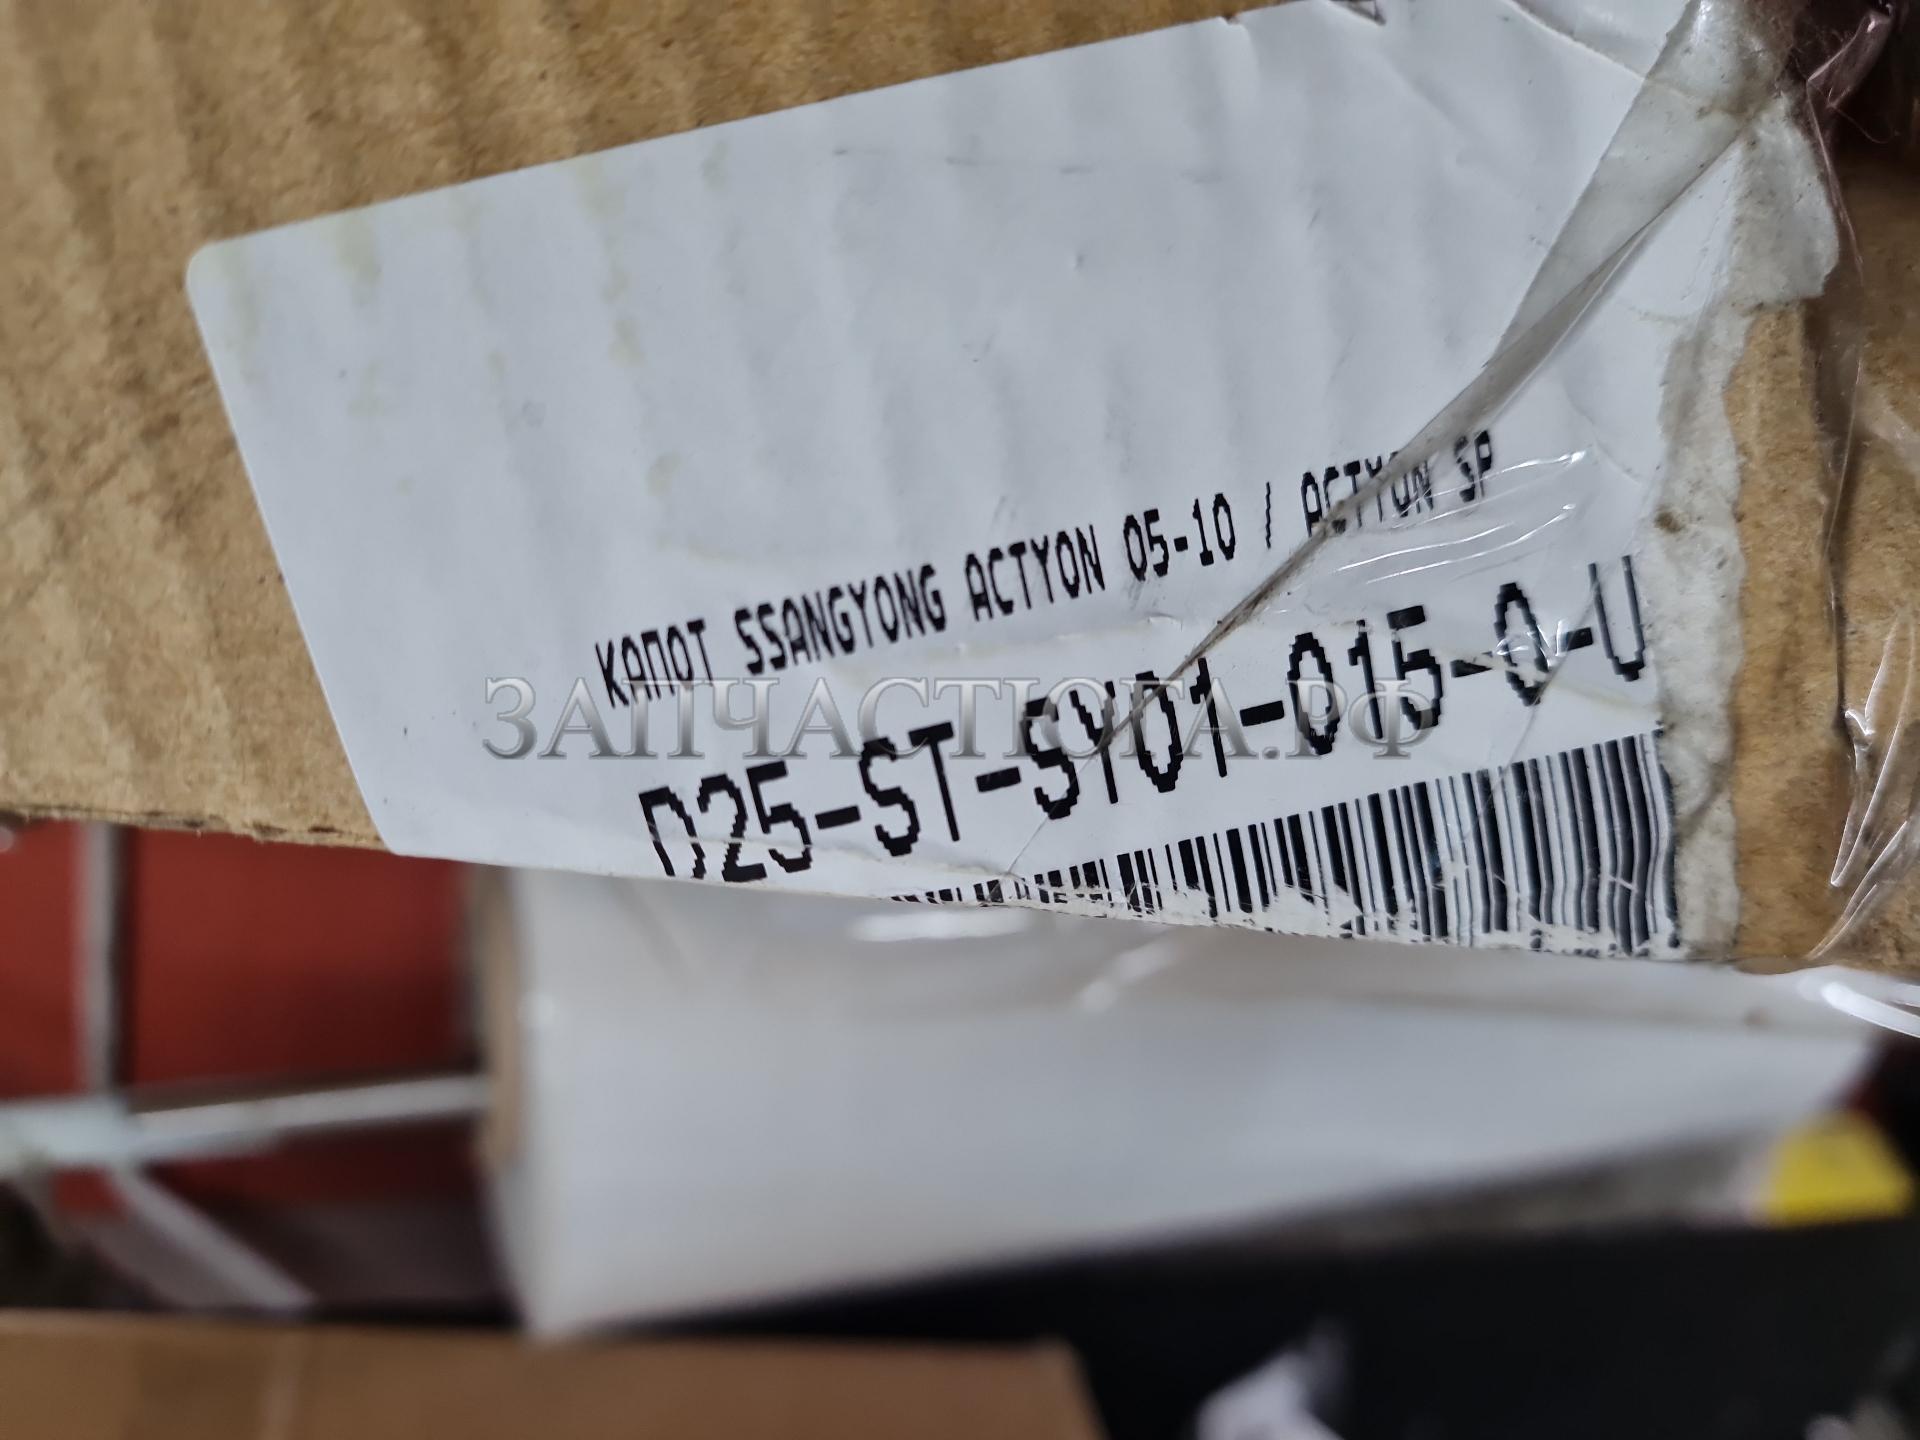 КАПОТ SSANGYONG ACTYON 05-10 / ACTYON SP
ЗАПЧАСТЮГА.РФ
D25-ST-SY01-015-0-U